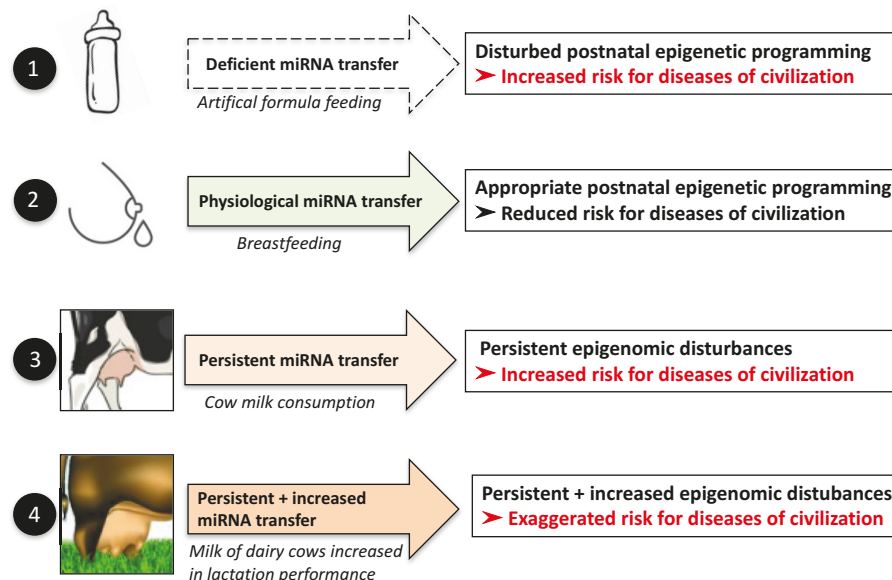 1
Deficient miRNA transfer
Artifical formula feeding
Disturbed postnatal epigenetic programming
➤ Increased risk for diseases of civilization
2
Physiological miRNA transfer
Breastfeeding
Appropriate postnatal epigenetic programming
➤ Reduced risk for diseases of civilization
3
Persistent miRNA transfer
Cow milk consumption
Persistent epigenomic disturbances
➤ Increased risk for diseases of civilization
4
Persistent + increased
miRNA transfer
Milk of dairy cows increased
in lactation performance
Persistent + increased epigenomic distubances
➤ Exaggerated risk for diseases of civilization